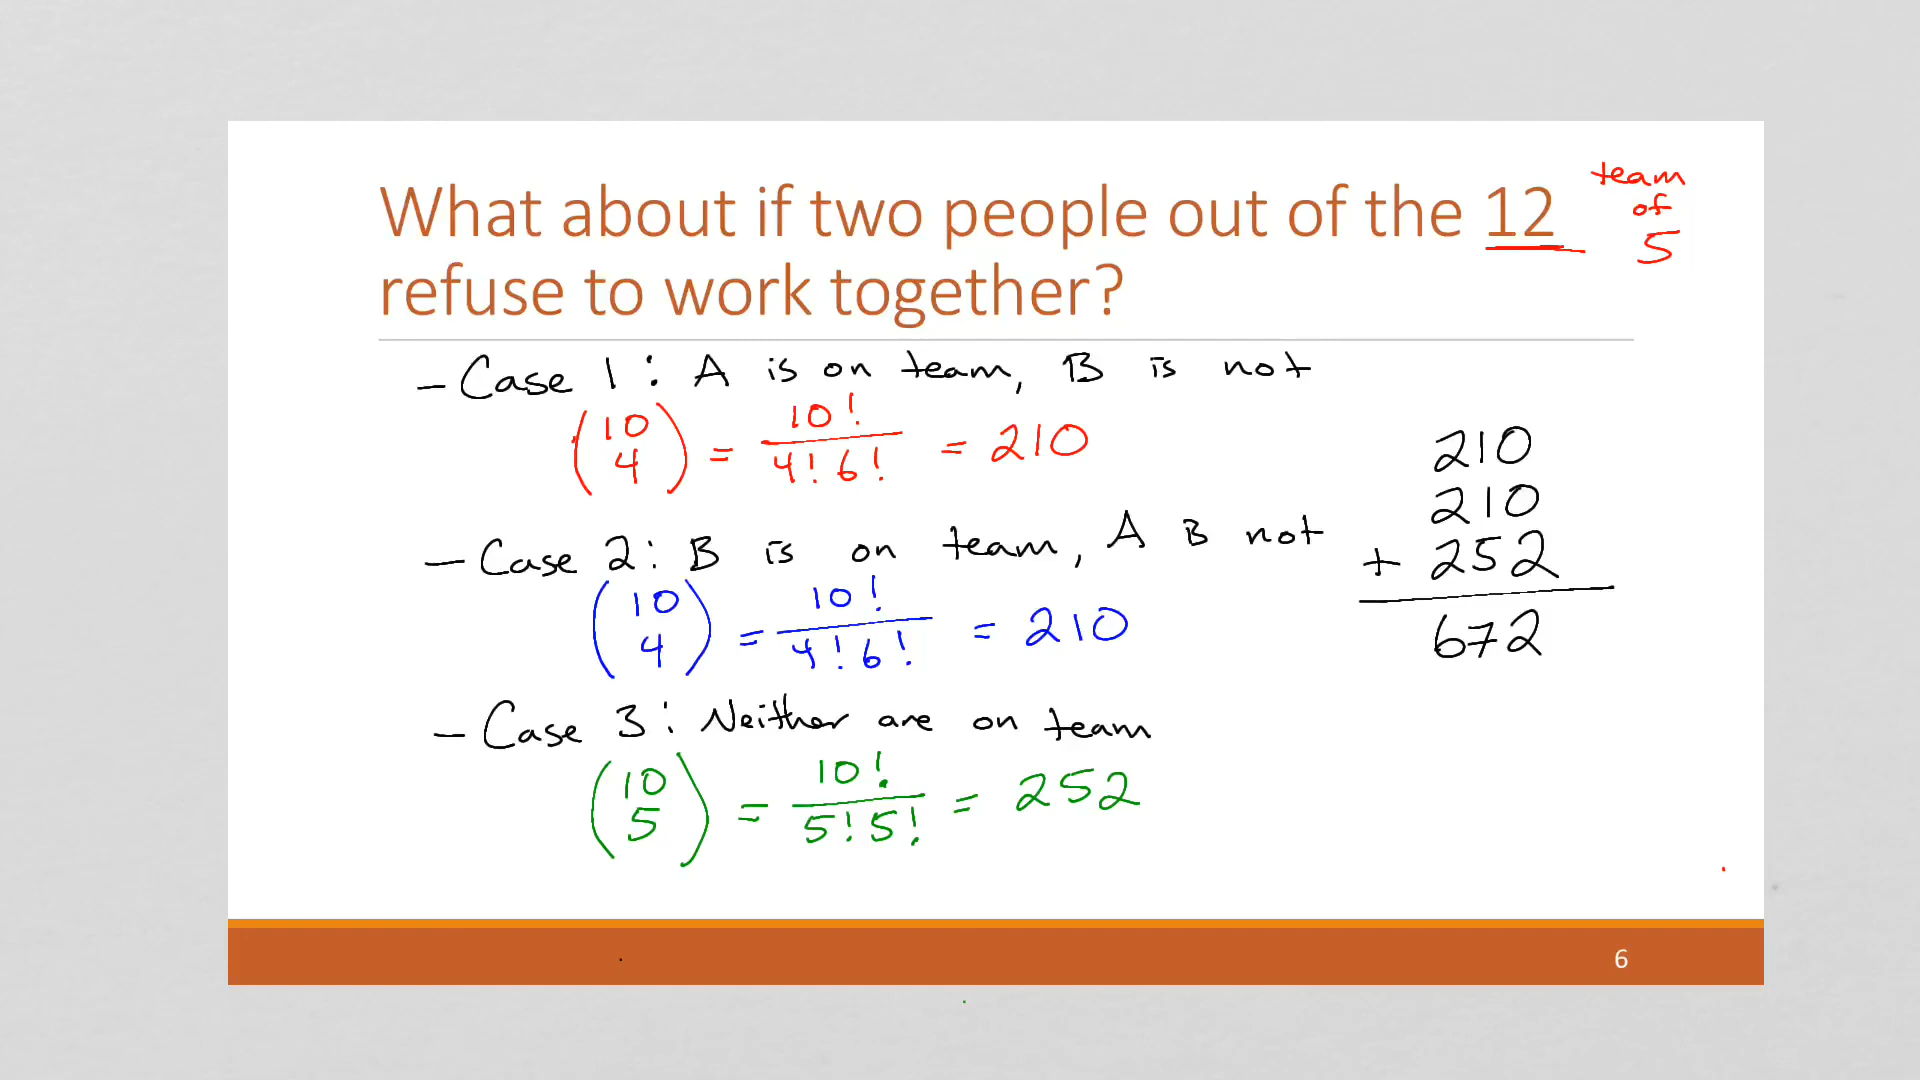 What about if two people out of the 12
refuse to work together?
team
of
5
– Case 1: A is on team, B is not
(10 4) = 10! / 4! 6! = 210
– Case 2: B is on team, A B not
(10 4) = 10! / 4! 6! = 210
– Case 3: Neither are on team
(10 5) = 10! / 5! 5! = 252
210
210
+ 252
672
6